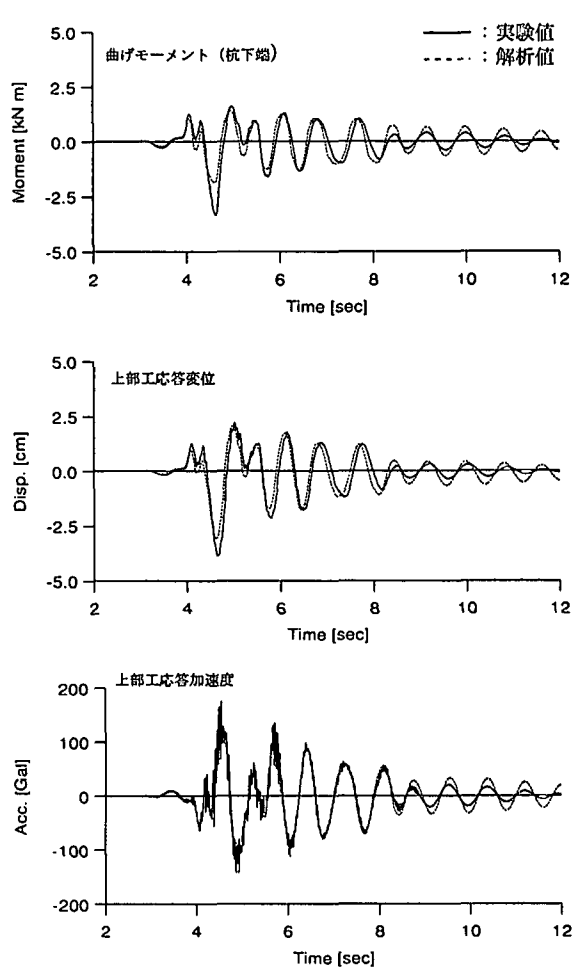 ：実験値
：解析値
曲げモーメント（杭下端）
Moment [kN m]
5.0
2.5
0.0
-2.5
-5.0
2 4 6 8 10 12
Time [sec]
上部工応答変位
Disp. [cm]
5.0
2.5
0.0
-2.5
-5.0
2 4 6 8 10 12
Time [sec]
上部工応答加速度
Acc. [Gal]
200
100
0
-100
-200
2 4 6 8 10 12
Time [sec]